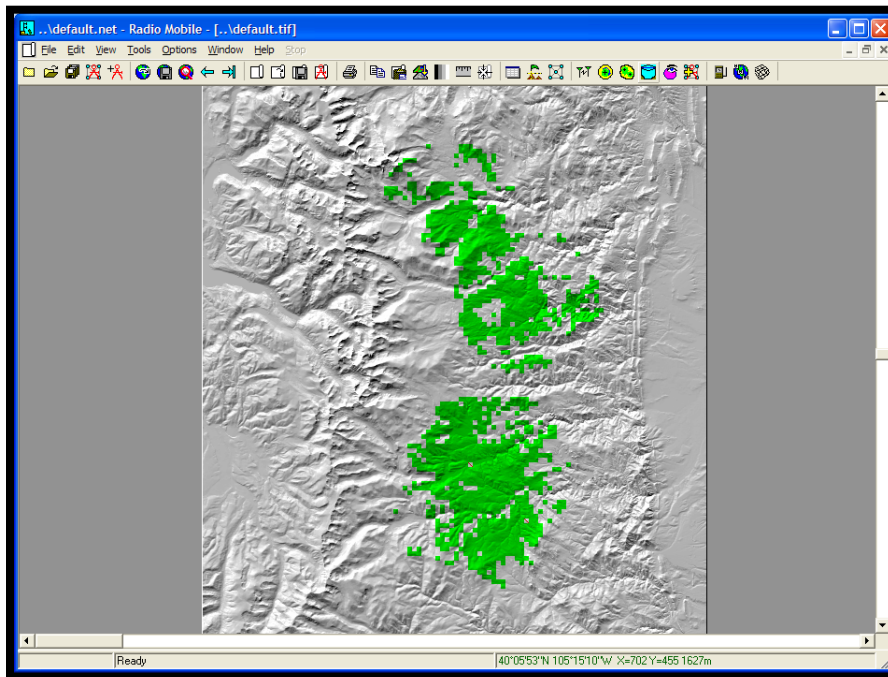 ..\default.net - Radio Mobile - [..\default.tif]
File Edit View Tools Options Window Help Stop
Ready
40°05'53"N 105°15'10"W X=702 Y=455 1627m